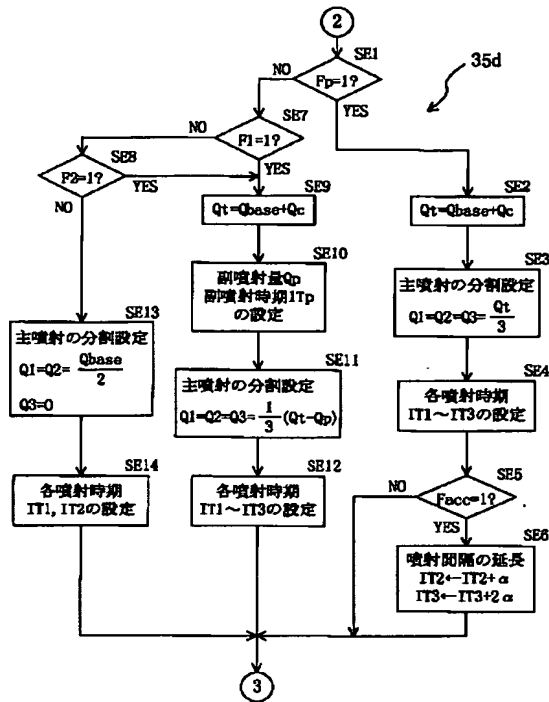 2
SE1
Fp=1?
35d
NO
YES
SE7
F1=1?
NO
YES
SE8
F2=1?
YES
NO
SE9
Qt=Qbase+Qc
SE2
Qt=Qbase+Qc
SE10
副噴射量Qp
副噴射時期ITp
の設定
SE3
主噴射の分割設定
Q1=Q2=Q3=Qt/3
SE13
主噴射の分割設定
Q1=Q2=Qbase/2
Q3=0
SE11
主噴射の分割設定
Q1=Q2=Q3=1/3(Qt-Qp)
SE4
各噴射時期
IT1～IT3の設定
SE14
各噴射時期
IT1,IT2の設定
SE12
各噴射時期
IT1～IT3の設定
SE5
Facc=1?
NO
YES
SE6
噴射間隔の延長
IT2←IT2+α
IT3←IT3+2α
3